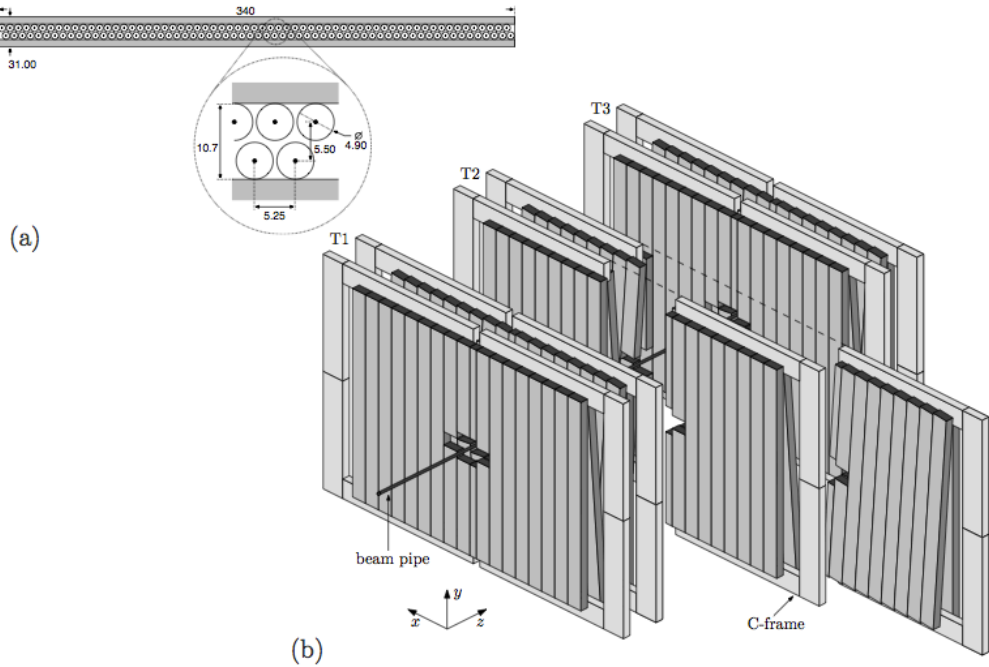 340
31.00
10.7
5.50
ø
4.90
5.25
(a)
T3
T2
T1
beam pipe
y
x
z
C-frame
(b)